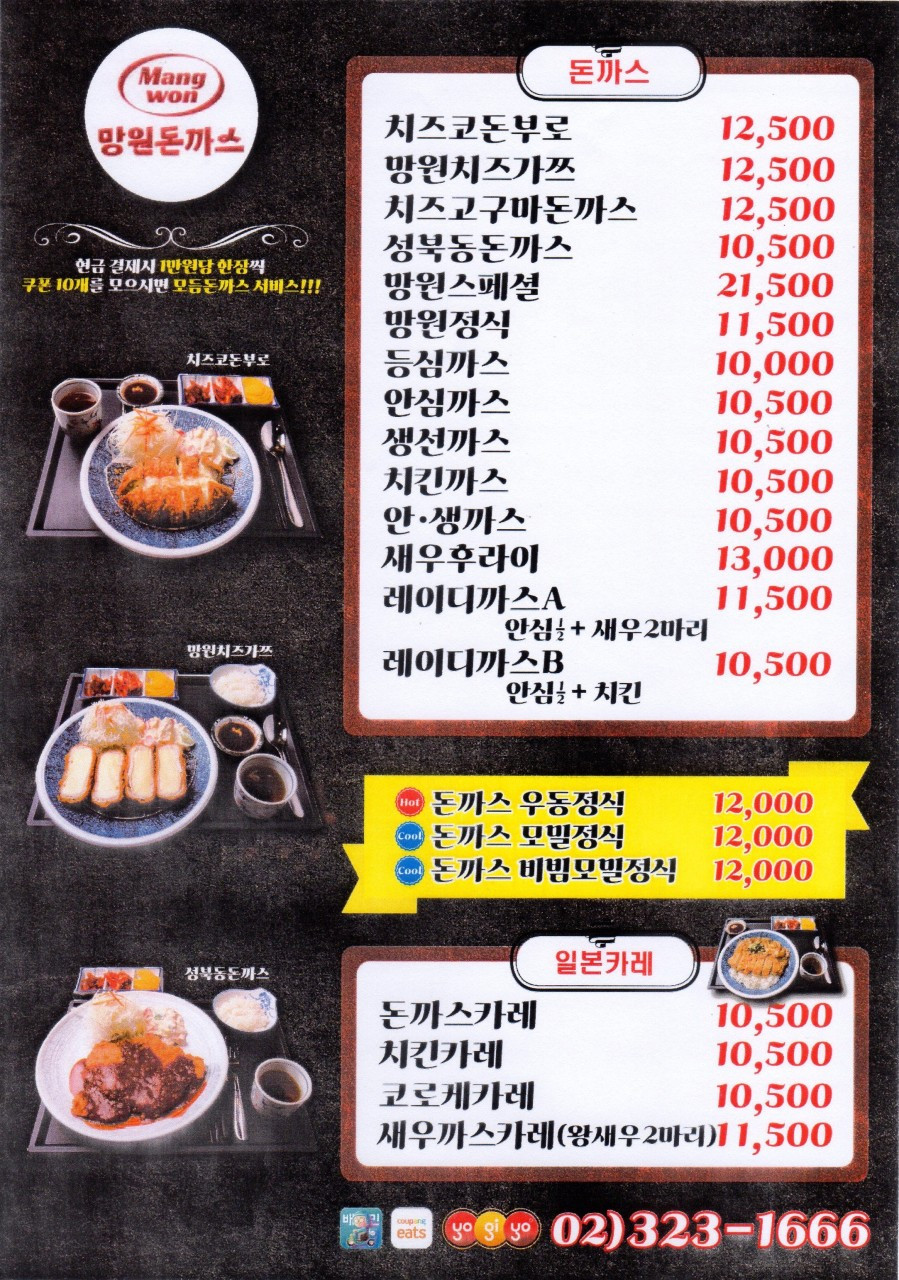 Mang
won
망원돈까스
현금 결제시 1만원당 한장씩
쿠폰 10개를 모으시면 모듬돈까스 서비스!!!
치즈코돈부로
망원치즈가쯔
성북동돈까스
돈까스
치즈코돈부로 12,500
망원치즈가쯔 12,500
치즈고구마돈까스 12,500
성북동돈까스 10,500
망원스페셜 21,500
망원정식 11,500
등심까스 10,000
안심까스 10,500
생선까스 10,500
치킨까스 10,500
안·생까스 10,500
새우후라이 13,000
레이디까스A 11,500
안심½+ 새우2마리
레이디까스B 10,500
안심½+ 치킨
Hot 돈까스 우동정식 12,000
Cool 돈까스 모밀정식 12,000
Cool 돈까스 비빔모밀정식 12,000
일본카레
돈까스카레 10,500
치킨카레 10,500
코로케카레 10,500
새우까스카레(왕새우2마리) 11,500
coupang
eats
yo gi yo
02)323-1666